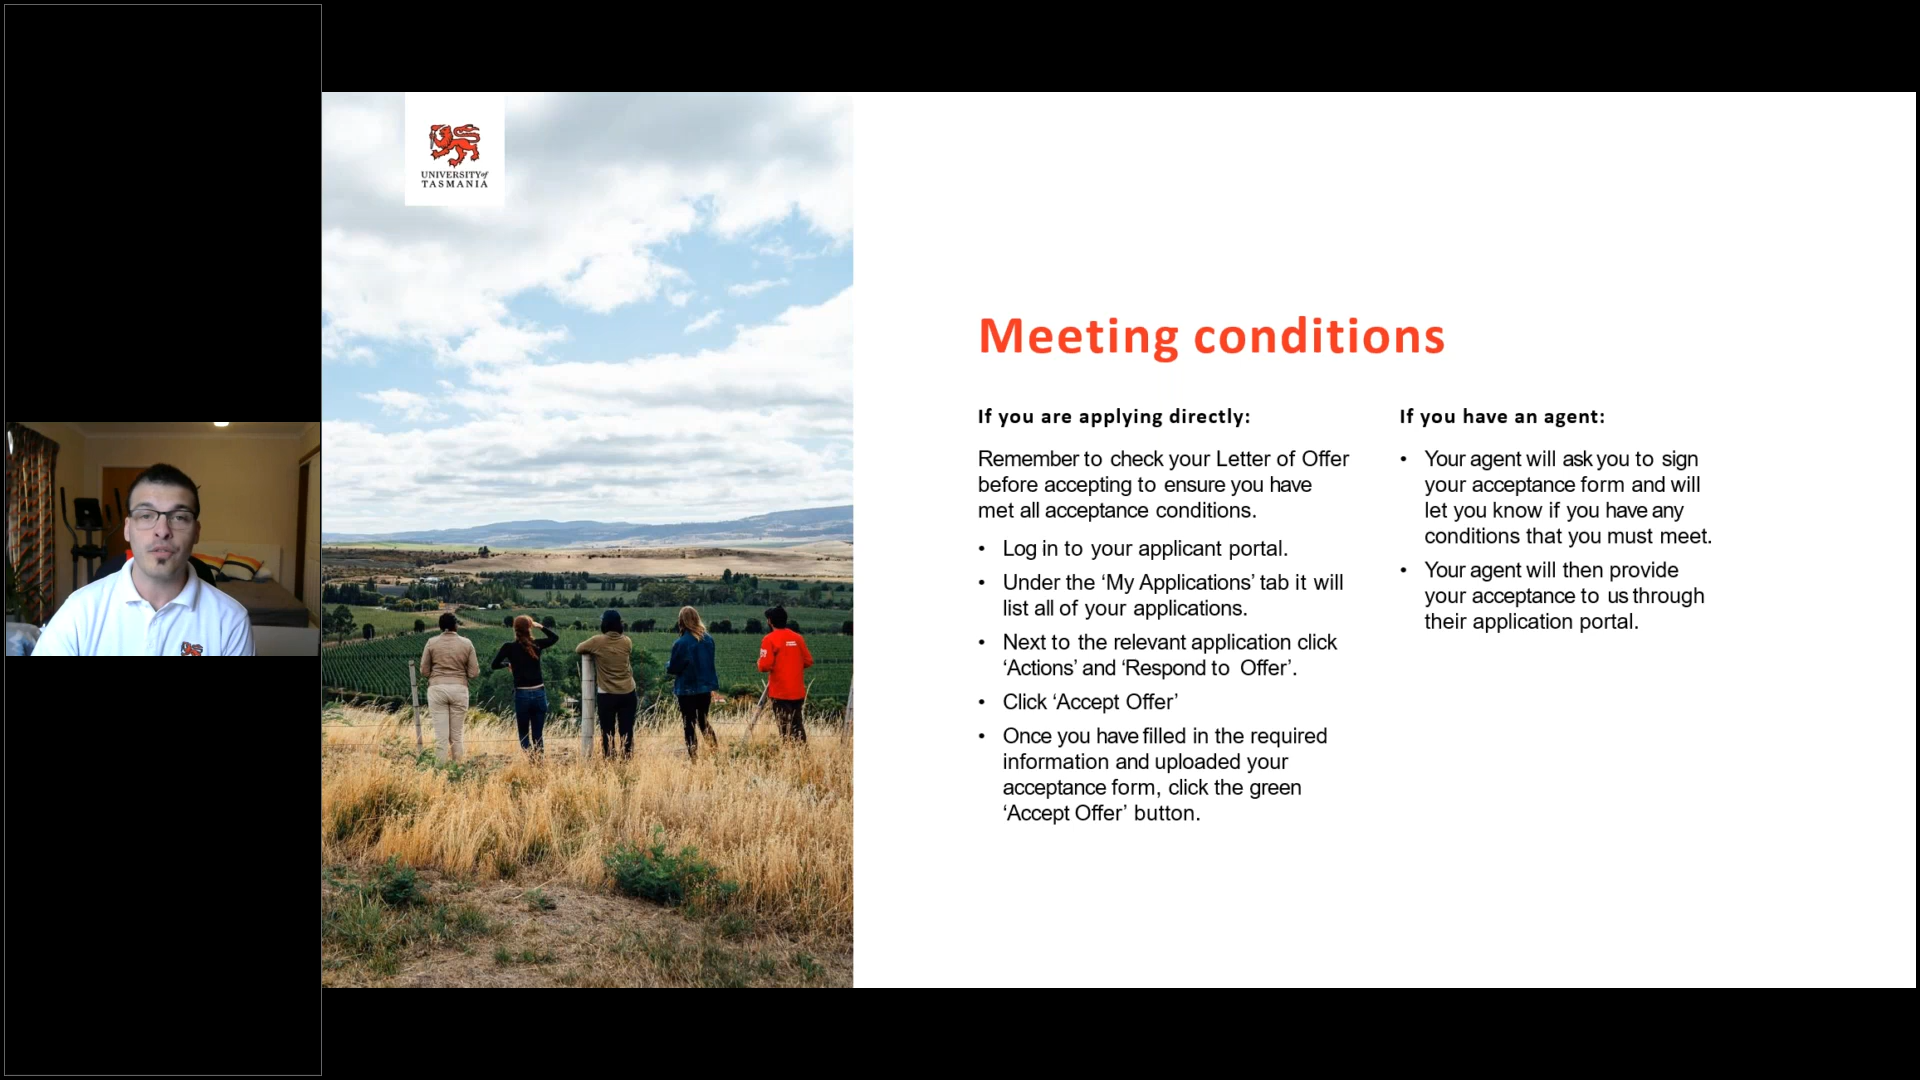 UNIVERSITY of
TASMANIA
Meeting conditions
If you are applying directly:
Remember to check your Letter of Offer
before accepting to ensure you have
met all acceptance conditions.
• Log in to your applicant portal.
• Under the ‘My Applications’ tab it will
list all of your applications.
• Next to the relevant application click
‘Actions’ and ‘Respond to Offer’.
• Click ‘Accept Offer’
• Once you have filled in the required
information and uploaded your
acceptance form, click the green
‘Accept Offer’ button.
If you have an agent:
• Your agent will ask you to sign
your acceptance form and will
let you know if you have any
conditions that you must meet.
• Your agent will then provide
your acceptance to us through
their application portal.